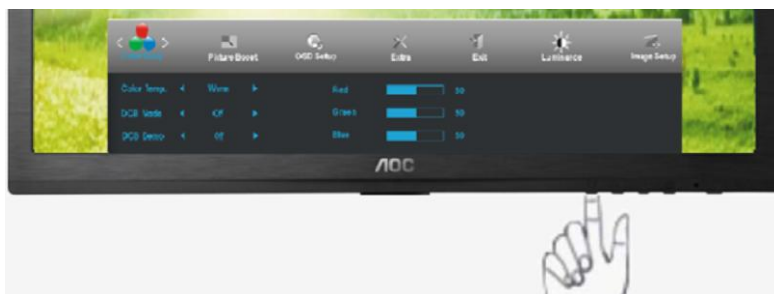 Picture Boost
OSD Setup
Extra
Exit
Luminance
Image Setup
Color Temp. Warm Red 50
DCB Mode Off Green 50
DCB Demo Off Blue 50
AOC